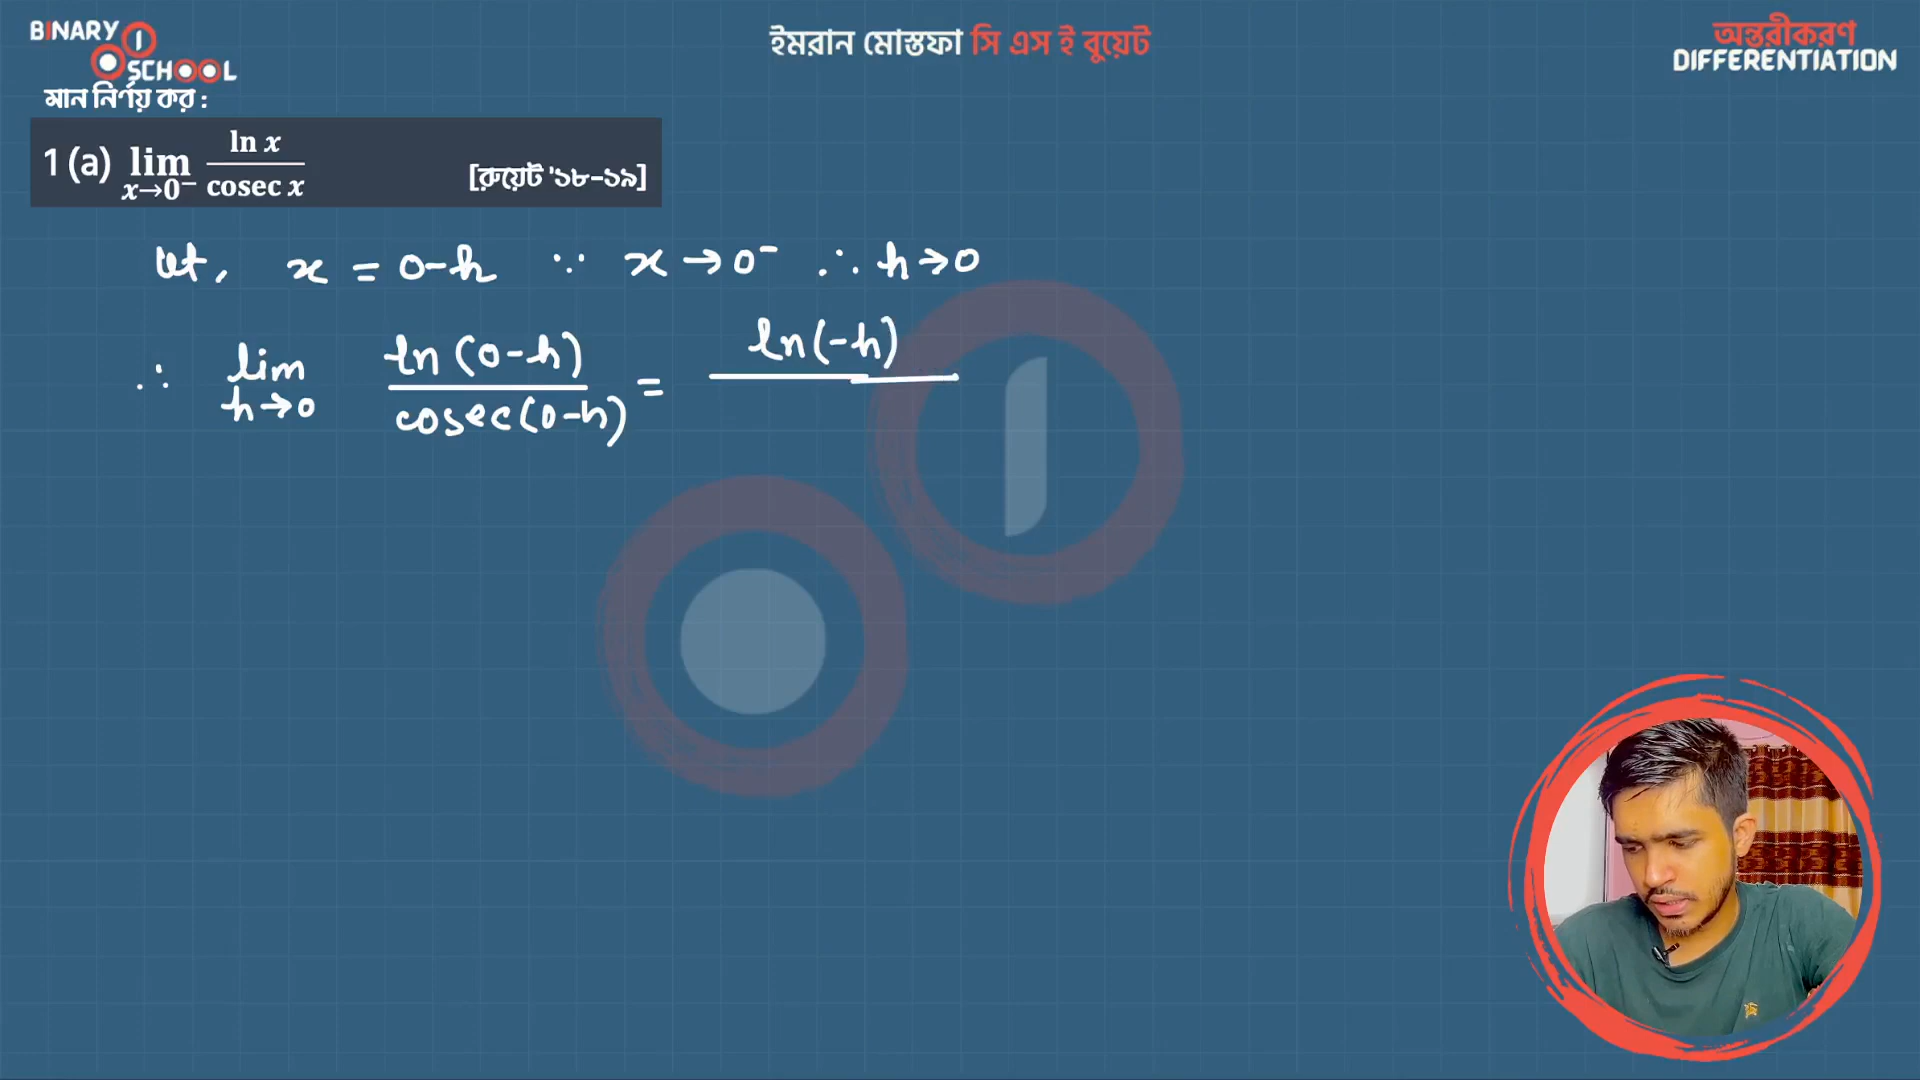 BINARY SCHOOL
ইমরান মোস্তফা সি এস ই বুয়েট
অন্তরীকরণ
DIFFERENTIATION
মান নির্ণয় কর :
1 (a) lim x→0⁻ ln x / cosec x [রুয়েট '১৮-১৯]
let, x = 0-h ∵ x → 0⁻ ∴ h → 0
∴ lim h→0 ln (0-h) / cosec (0-h) = ln(-h)